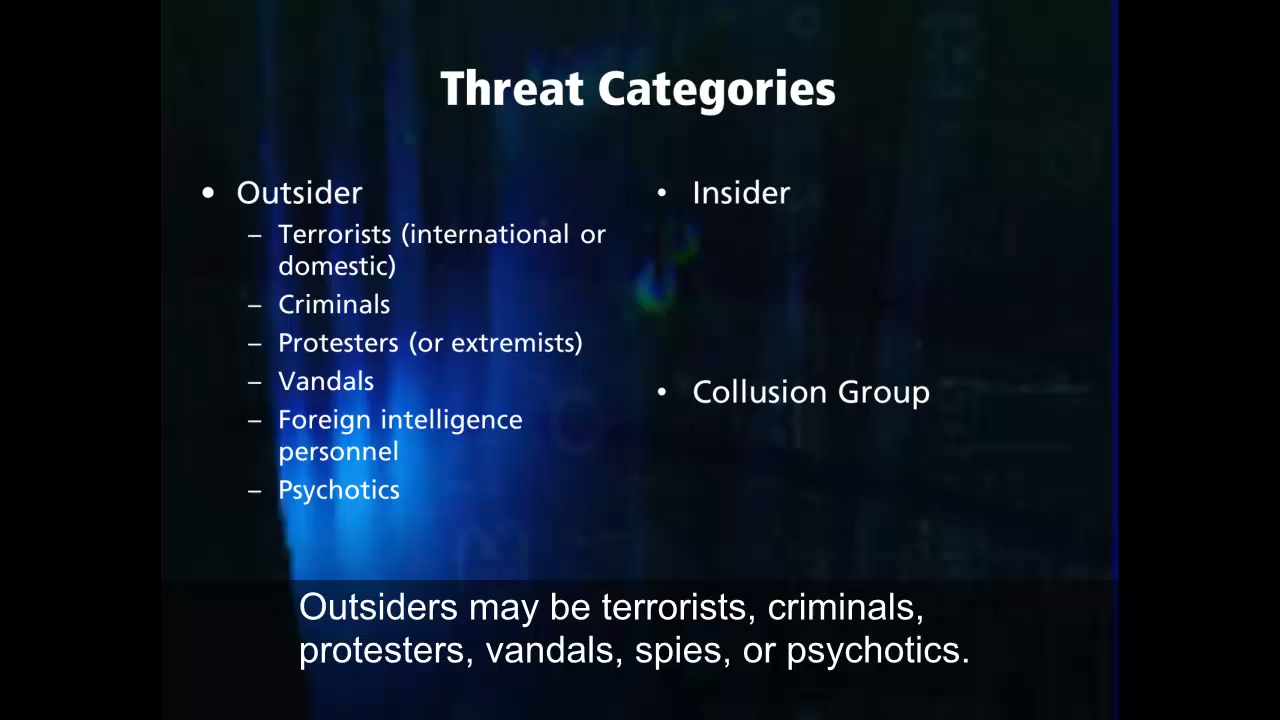 Threat Categories
• Outsider
– Terrorists (international or
domestic)
– Criminals
– Protesters (or extremists)
– Vandals
– Foreign intelligence
personnel
– Psychotics
• Insider
• Collusion Group
Outsiders may be terrorists, criminals,
protesters, vandals, spies, or psychotics.